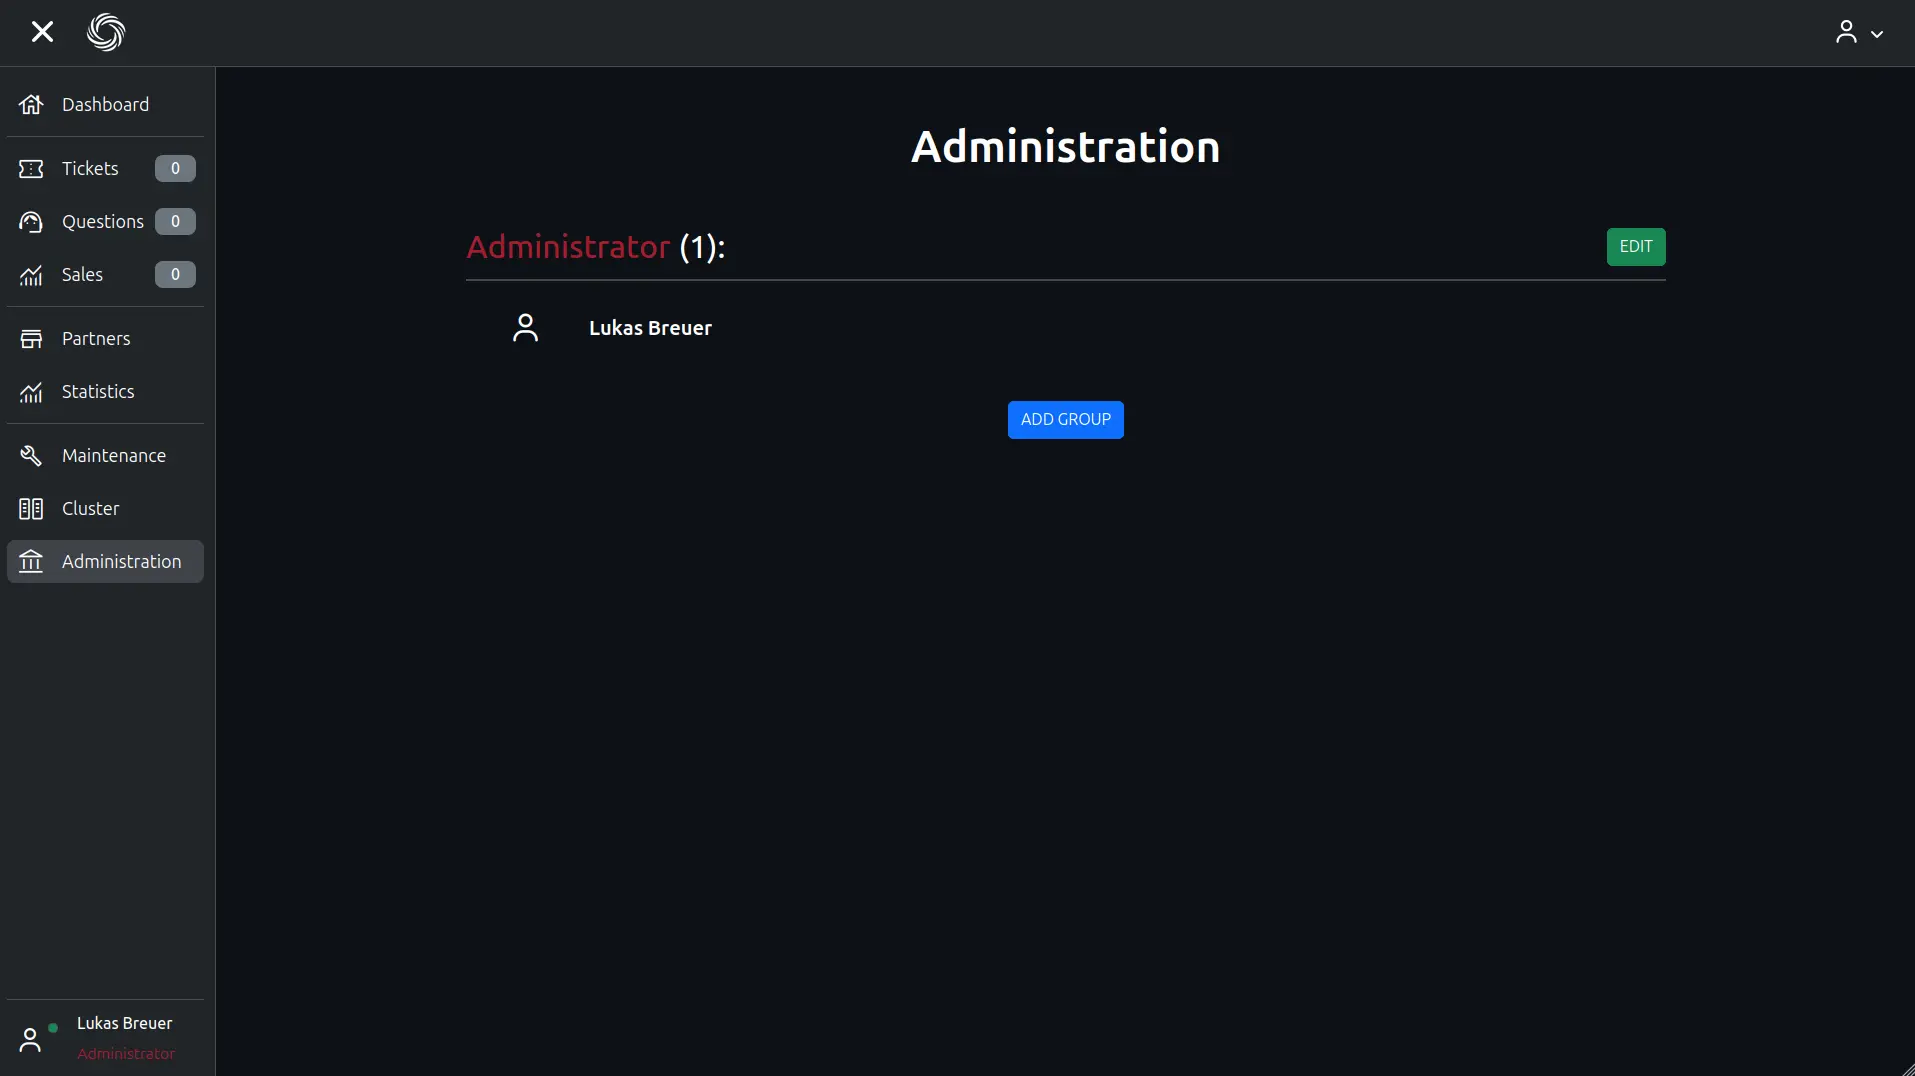 Dashboard
Tickets 0
Questions 0
Sales 0
Partners
Statistics
Maintenance
Cluster
Administration
Lukas Breuer
Administrator
Administration
Administrator (1):
EDIT
Lukas Breuer
ADD GROUP